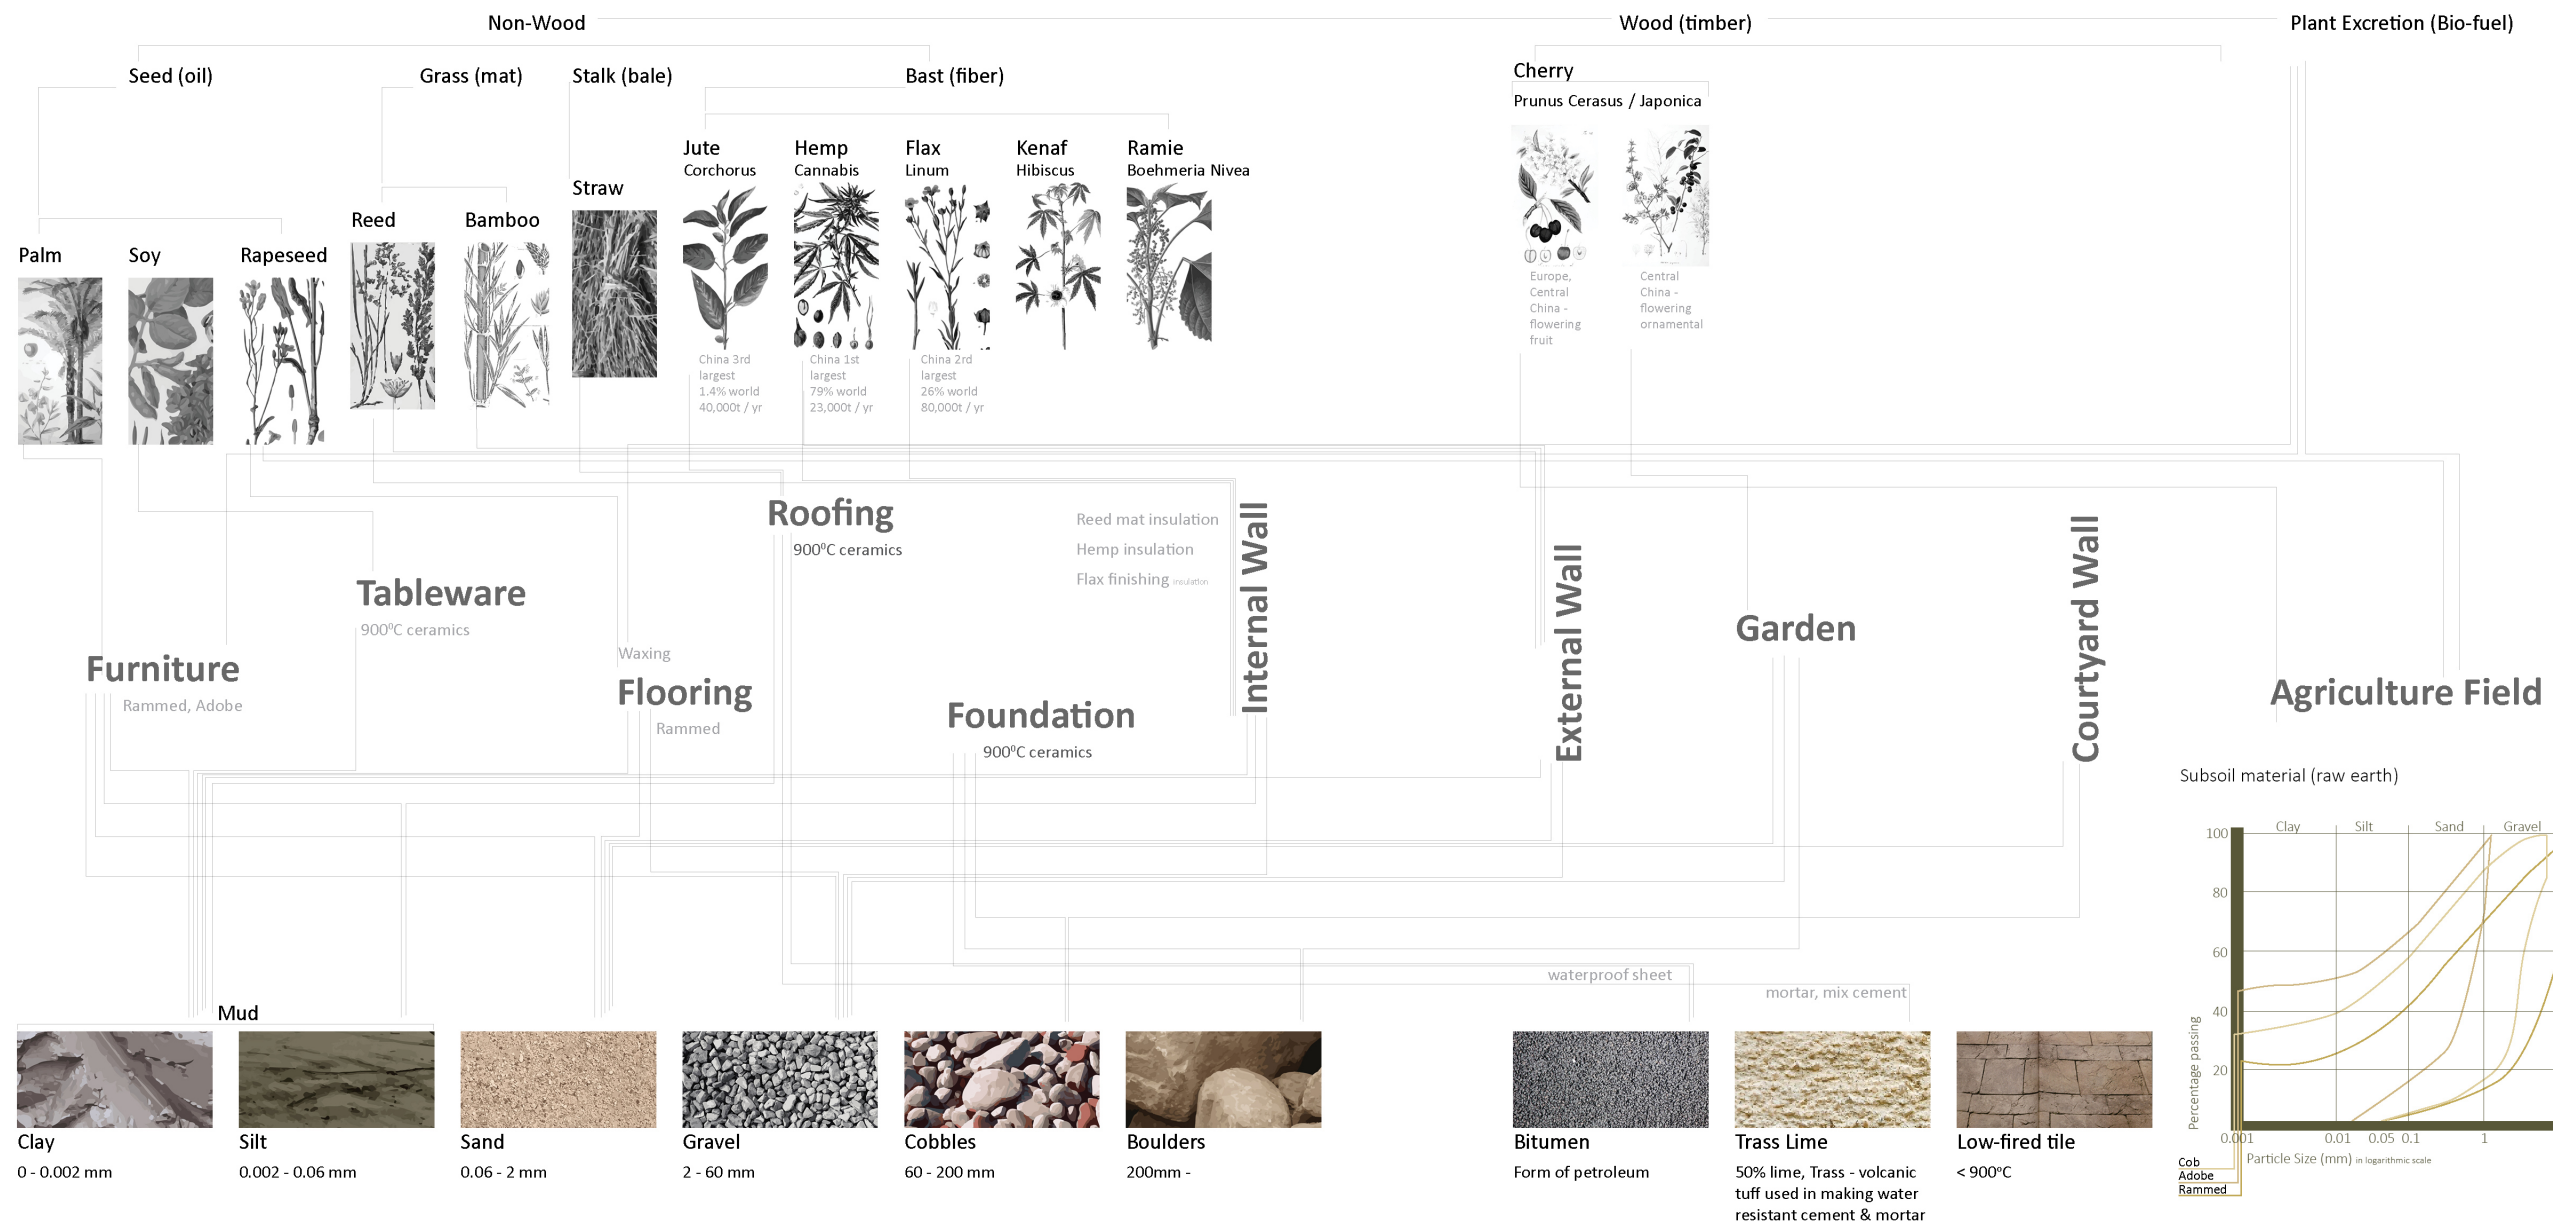 Non-Wood
Wood (timber)
Plant Excretion (Bio-fuel)
Seed (oil)
Grass (mat)
Stalk (bale)
Bast (fiber)
Cherry
Prunus Cerasus / Japonica
Jute
Corchorus
Hemp
Cannabis
Flax
Linum
Kenaf
Hibiscus
Ramie
Boehmeria Nivea
Straw
Reed
Bamboo
Palm
Soy
Rapeseed
Europe,
Central
China -
flowering
fruit
Central
China -
flowering
ornamental
China 3rd
largest
1.4% world
40,000t / yr
China 1st
largest
79% world
23,000t / yr
China 2rd
largest
26% world
80,000t / yr
Roofing
900⁰C ceramics
Reed mat insulation
Hemp insulation
Flax finishing insulation
Internal Wall
External Wall
Courtyard Wall
Tableware
900⁰C ceramics
Garden
Furniture
Rammed, Adobe
Waxing
Flooring
Rammed
Foundation
900⁰C ceramics
Agriculture Field
Subsoil material (raw earth)
Clay
Silt
Sand
Gravel
100
80
60
40
20
Percentage passing
0.001
0.01
0.05
0.1
1
Particle Size (mm) in logarithmic scale
Cob
Adobe
Rammed
waterproof sheet
mortar, mix cement
Mud
Clay
0 - 0.002 mm
Silt
0.002 - 0.06 mm
Sand
0.06 - 2 mm
Gravel
2 - 60 mm
Cobbles
60 - 200 mm
Boulders
200mm -
Bitumen
Form of petroleum
Trass Lime
50% lime, Trass - volcanic
tuff used in making water
resistant cement & mortar
Low-fired tile
< 900°C